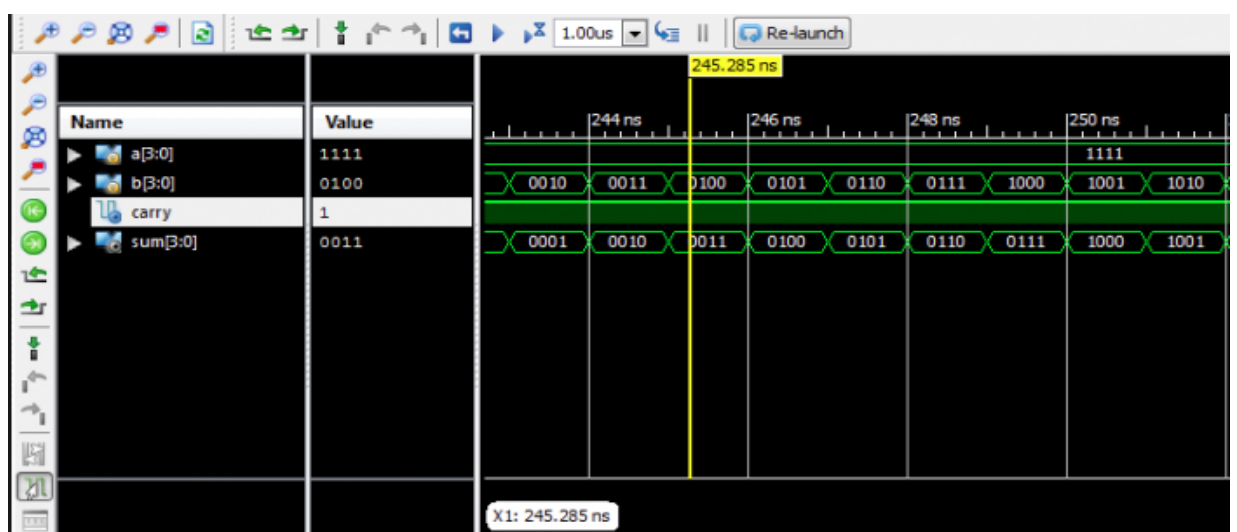 1.00us Re-launch
245.285 ns
Name Value 244 ns 246 ns 248 ns 250 ns
a[3:0] 1111 1111
b[3:0] 0100 0010 0011 0100 0101 0110 0111 1000 1001 1010
carry 1
sum[3:0] 0011 0001 0010 0011 0100 0101 0110 0111 1000 1001
X1: 245.285 ns